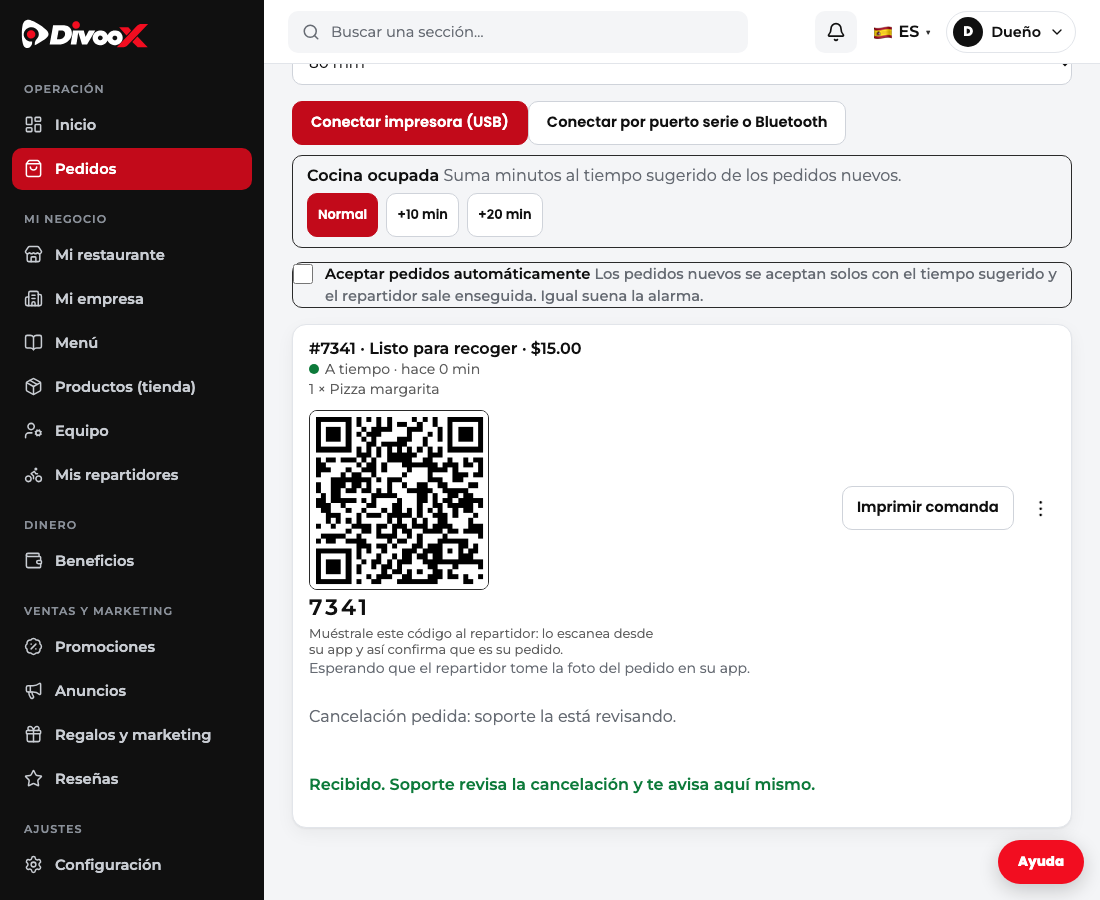 DivooX
Buscar una sección...
ES
D
Dueño
OPERACIÓN
Inicio
Pedidos
MI NEGOCIO
Mi restaurante
Mi empresa
Menú
Productos (tienda)
Equipo
Mis repartidores
DINERO
Beneficios
VENTAS Y MARKETING
Promociones
Anuncios
Regalos y marketing
Reseñas
AJUSTES
Configuración
80 mm
Conectar impresora (USB)
Conectar por puerto serie o Bluetooth
Cocina ocupada Suma minutos al tiempo sugerido de los pedidos nuevos.
Normal
+10 min
+20 min
Aceptar pedidos automáticamente Los pedidos nuevos se aceptan solos con el tiempo sugerido y
el repartidor sale enseguida. Igual suena la alarma.
#7341 · Listo para recoger · $15.00
A tiempo · hace 0 min
1 × Pizza margarita
7341
Muéstrale este código al repartidor: lo escanea desde
su app y así confirma que es su pedido.
Esperando que el repartidor tome la foto del pedido en su app.
Imprimir comanda
Cancelación pedida: soporte la está revisando.
Recibido. Soporte revisa la cancelación y te avisa aquí mismo.
Ayuda